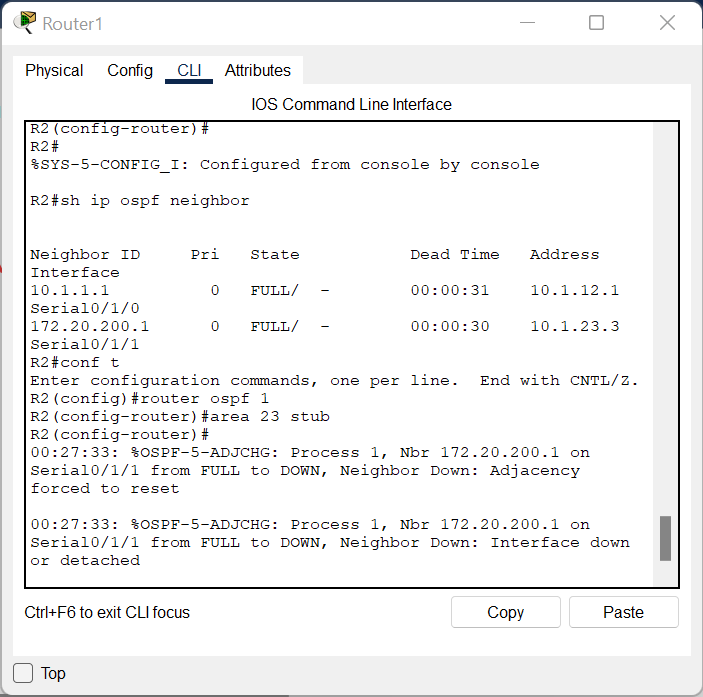 Router1
Physical Config CLI Attributes
IOS Command Line Interface
R2(config-router)#
R2#
%SYS-5-CONFIG_I: Configured from console by console
R2#sh ip ospf neighbor
Neighbor ID     Pri   State           Dead Time   Address
Interface
10.1.1.1          0   FULL/  -        00:00:31    10.1.12.1
Serial0/1/0
172.20.200.1      0   FULL/  -        00:00:30    10.1.23.3
Serial0/1/1
R2#conf t
Enter configuration commands, one per line.  End with CNTL/Z.
R2(config)#router ospf 1
R2(config-router)#area 23 stub
R2(config-router)#
00:27:33: %OSPF-5-ADJCHG: Process 1, Nbr 172.20.200.1 on
Serial0/1/1 from FULL to DOWN, Neighbor Down: Adjacency
forced to reset
00:27:33: %OSPF-5-ADJCHG: Process 1, Nbr 172.20.200.1 on
Serial0/1/1 from FULL to DOWN, Neighbor Down: Interface down
or detached
Ctrl+F6 to exit CLI focus
Copy
Paste
Top